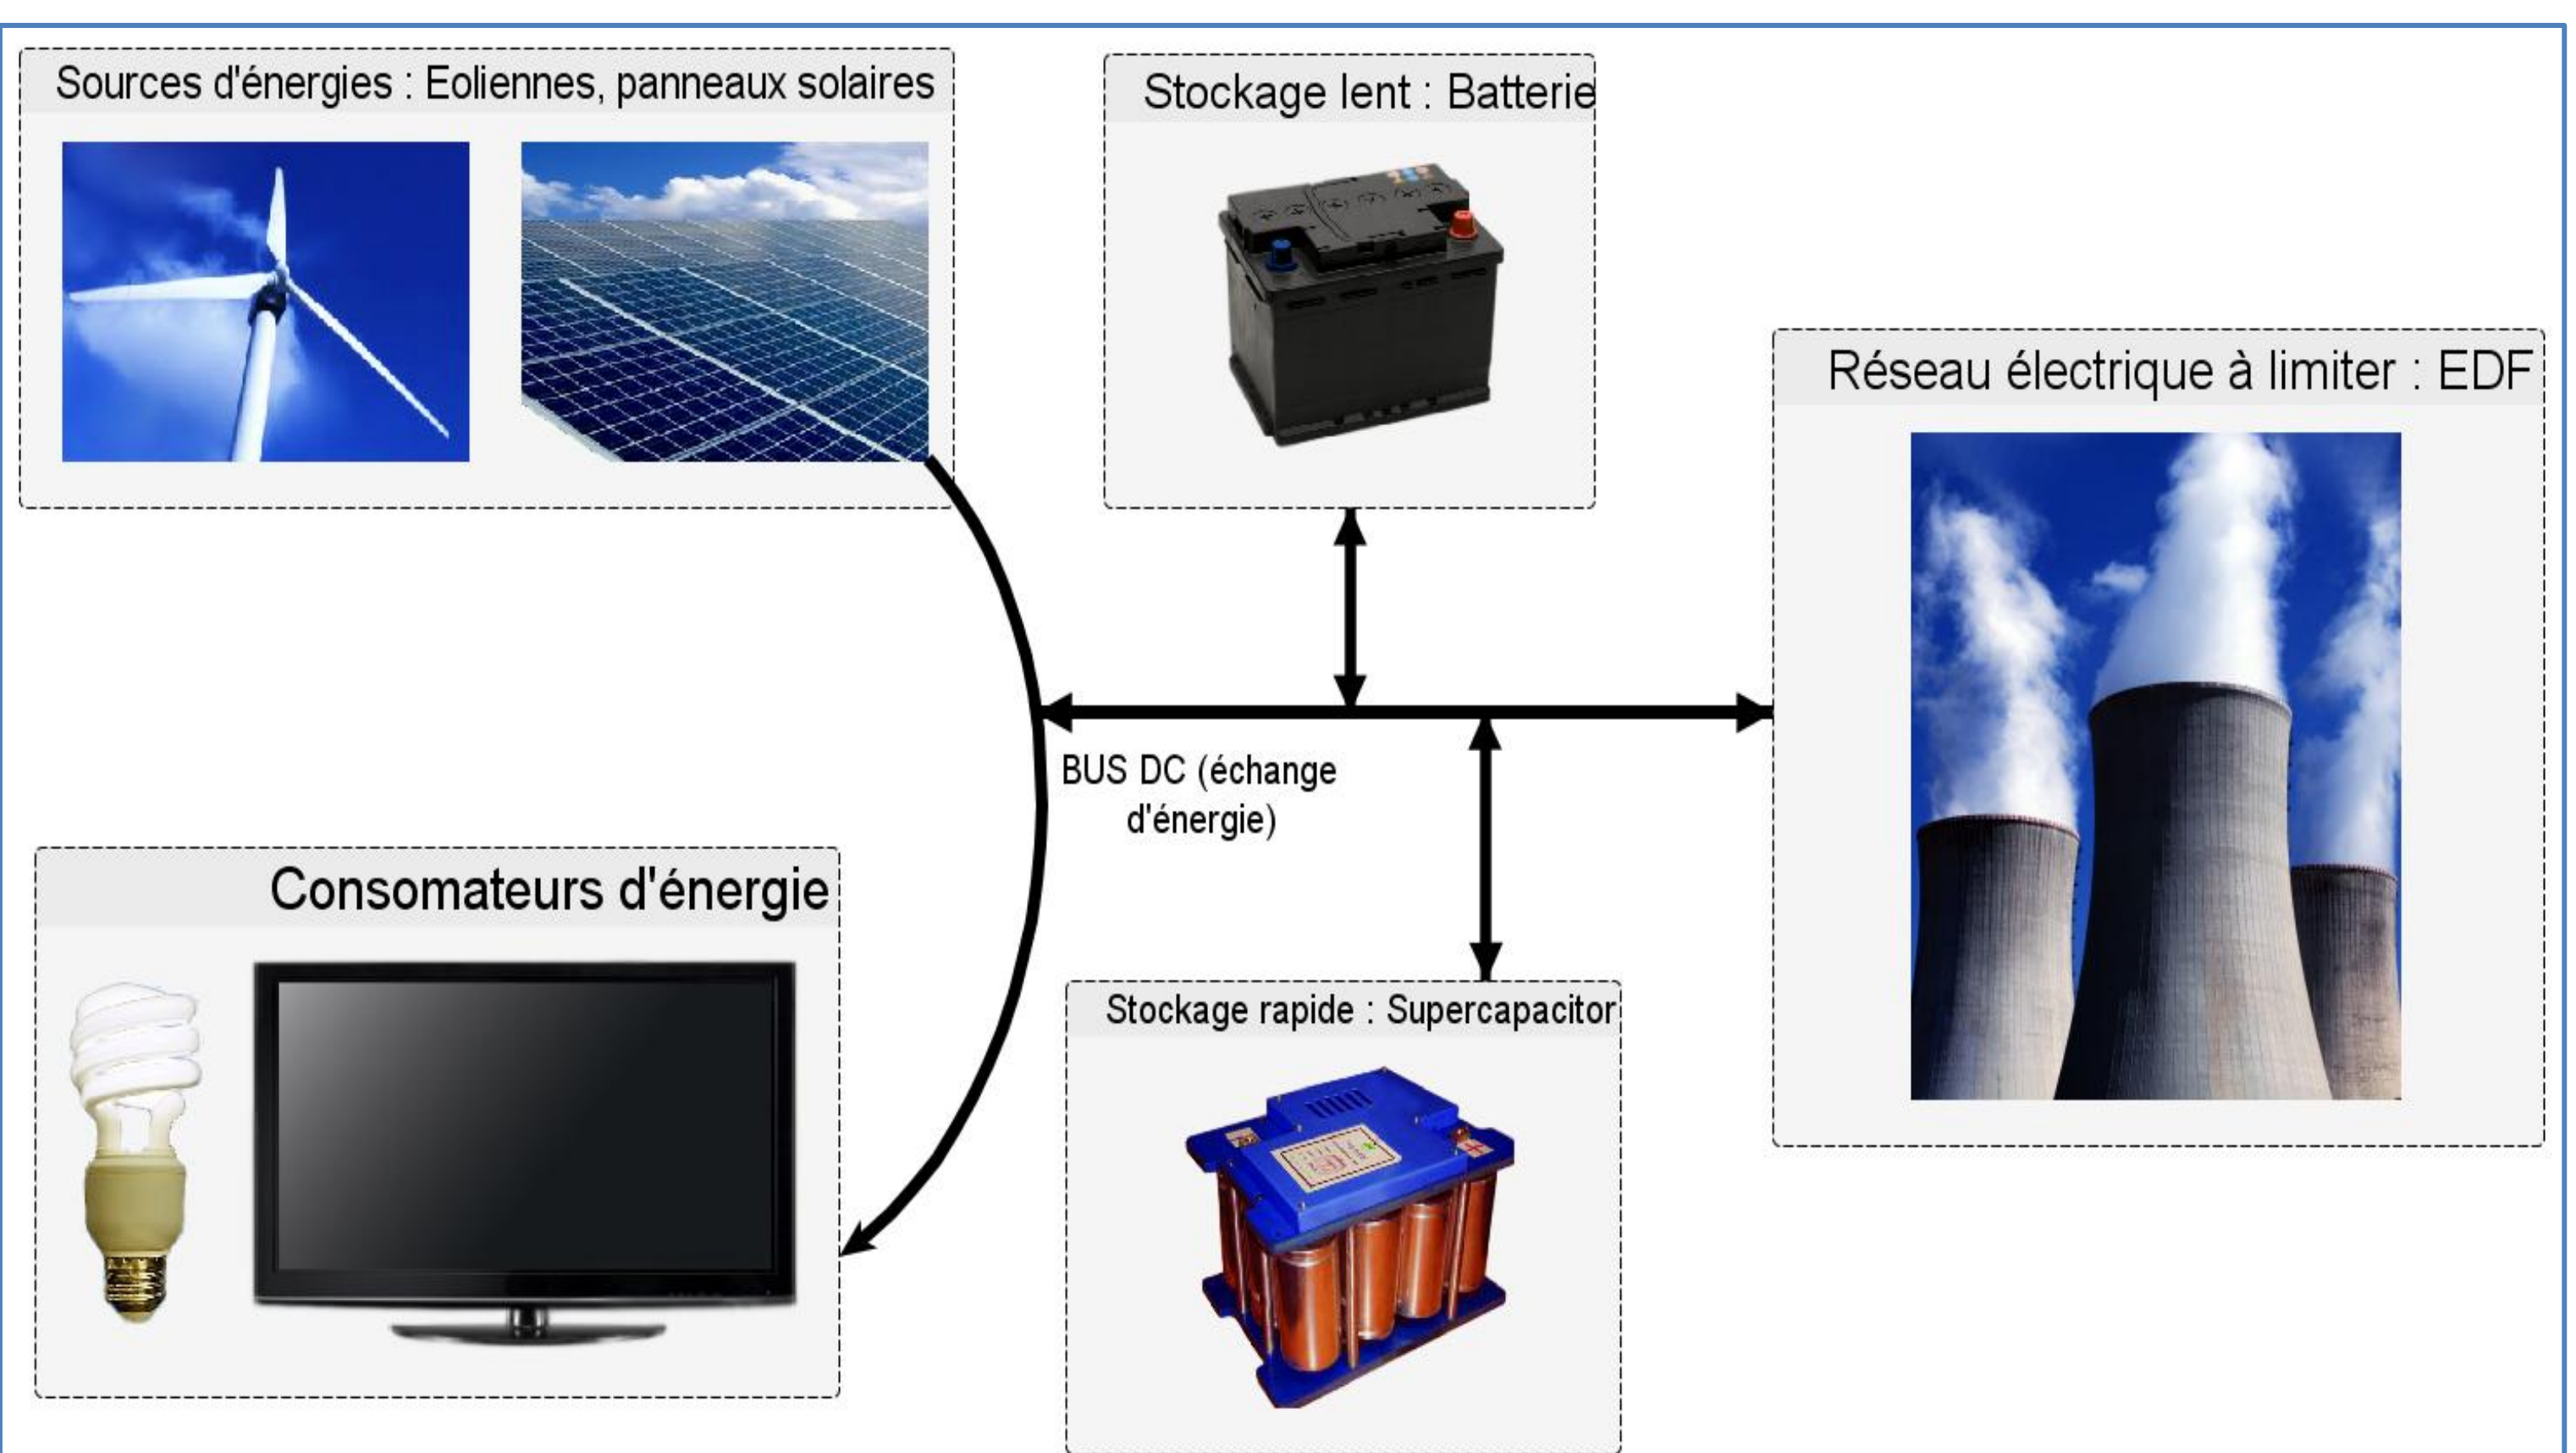 Sources d'énergies : Eoliennes, panneaux solaires
Stockage lent : Batterie
Réseau électrique à limiter : EDF
BUS DC (échange
d'énergie)
Consomateurs d'énergie
Stockage rapide : Supercapacitor